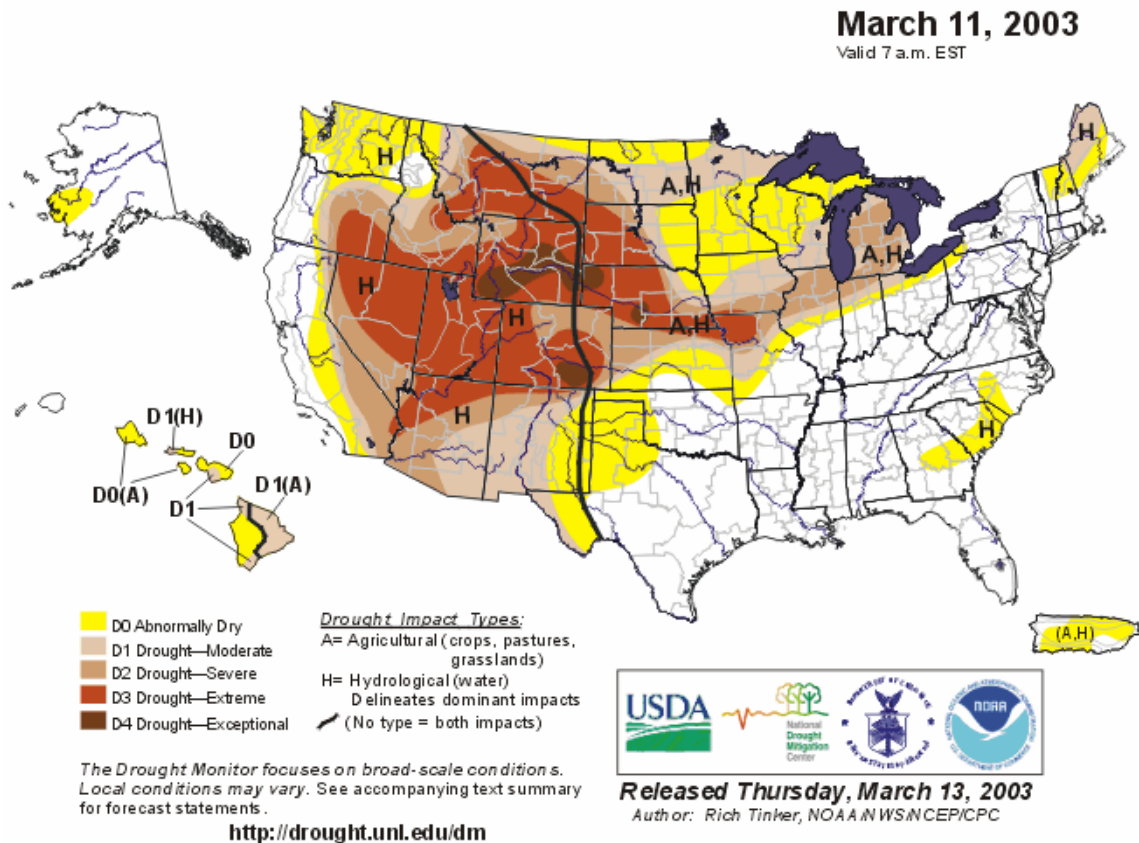 March 11, 2003
Valid 7 a.m. EST
H
A,H
H
A,H
H
H
A,H
H
H
D1(H)
D0
D0(A)
D1(A)
D1
(A,H)
D0 Abnormally Dry
D1 Drought—Moderate
D2 Drought—Severe
D3 Drought—Extreme
D4 Drought—Exceptional
Drought Impact Types:
A= Agricultural (crops, pastures,
grasslands)
H= Hydrological (water)
Delineates dominant impacts
(No type = both impacts)
USDA
National
Drought
Mitigation
Center
NOAA
The Drought Monitor focuses on broad-scale conditions.
Local conditions may vary. See accompanying text summary
for forecast statements.
http://drought.unl.edu/dm
Released Thursday, March 13, 2003
Author: Rich Tinker, NOAA/NWS/NCEP/CPC